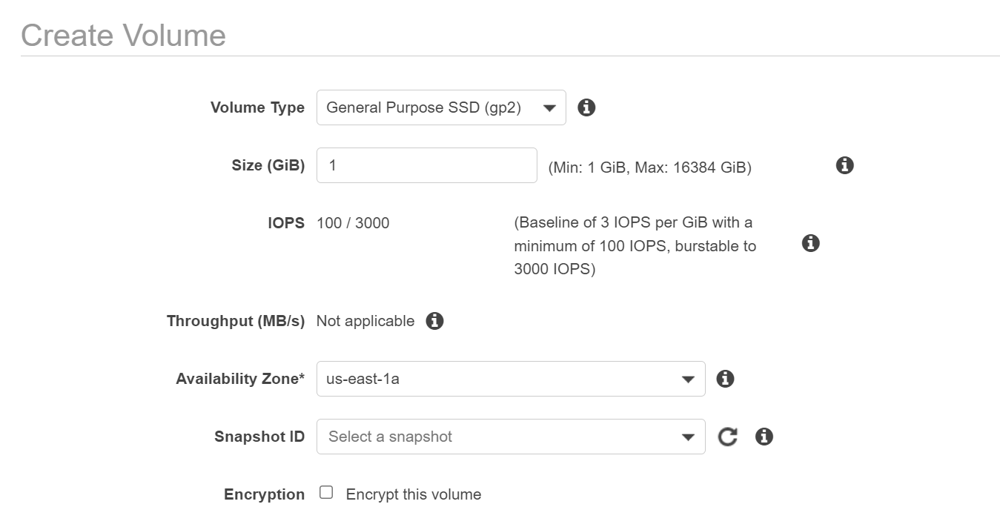 Create Volume
Volume Type General Purpose SSD (gp2)
Size (GiB) 1 (Min: 1 GiB, Max: 16384 GiB)
IOPS 100 / 3000 (Baseline of 3 IOPS per GiB with a
minimum of 100 IOPS, burstable to
3000 IOPS)
Throughput (MB/s) Not applicable
Availability Zone* us-east-1a
Snapshot ID Select a snapshot
Encryption Encrypt this volume